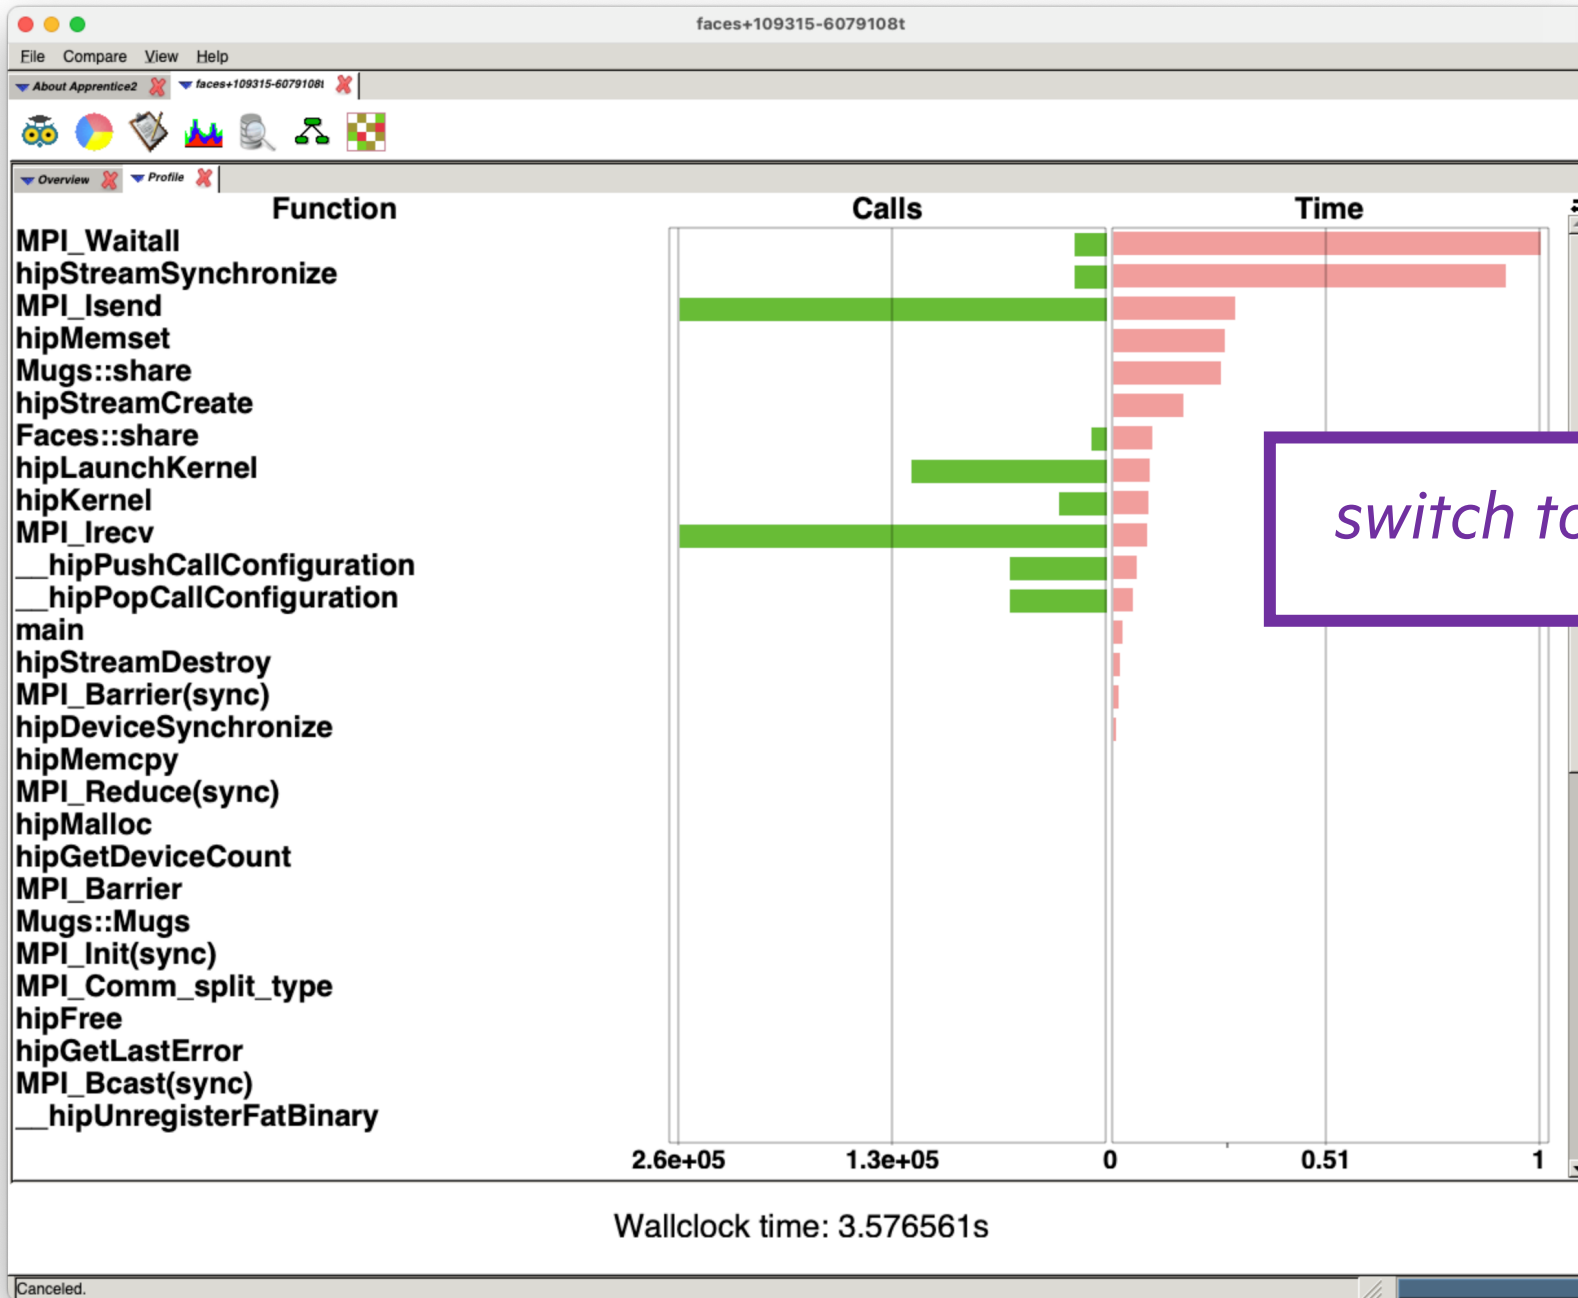 faces+109315-6079108t
File Compare View Help
About Apprentice2 faces+109315-6079108t
Overview Profile
Function Calls Time
MPI_Waitall
hipStreamSynchronize
MPI_Isend
hipMemset
Mugs::share
hipStreamCreate
Faces::share
hipLaunchKernel
hipKernel
MPI_Irecv
__hipPushCallConfiguration
__hipPopCallConfiguration
main
hipStreamDestroy
MPI_Barrier(sync)
hipDeviceSynchronize
hipMemcpy
MPI_Reduce(sync)
hipMalloc
hipGetDeviceCount
MPI_Barrier
Mugs::Mugs
MPI_Init(sync)
MPI_Comm_split_type
hipFree
hipGetLastError
MPI_Bcast(sync)
__hipUnregisterFatBinary
switch to
2.6e+05 1.3e+05 0 0.51 1
Wallclock time: 3.576561s
Canceled.